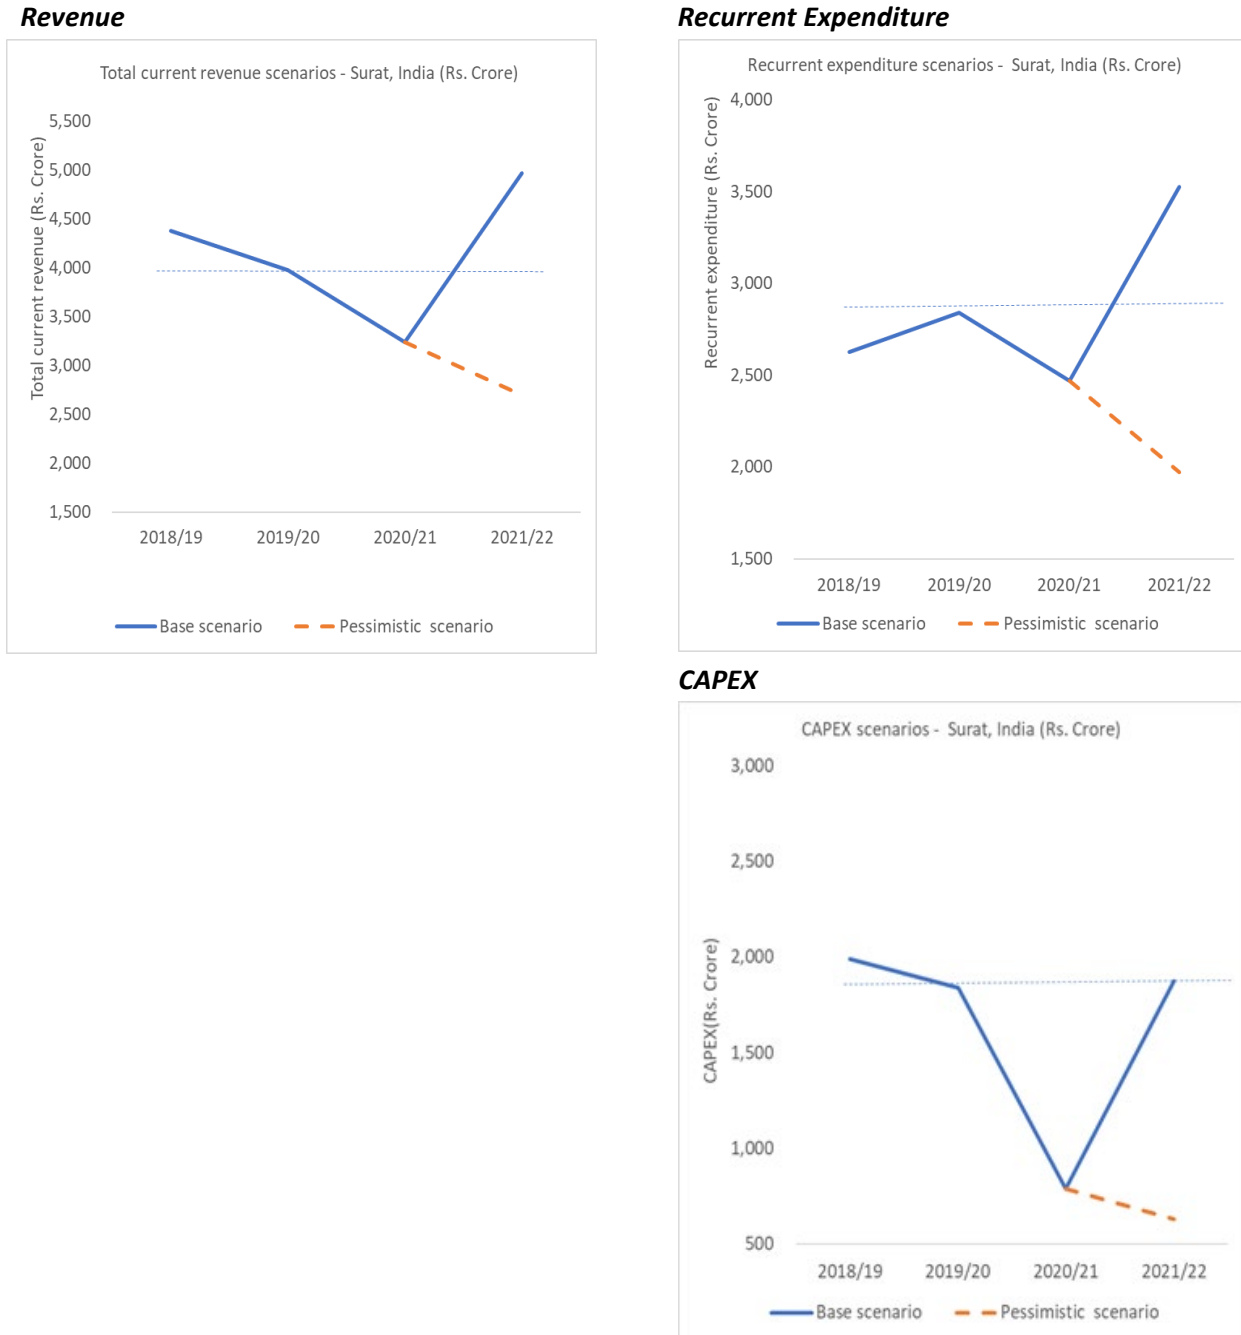 Revenue
Total current revenue scenarios - Surat, India (Rs. Crore)
Total current revenue (Rs. Crore)
5,500
5,000
4,500
4,000
3,500
3,000
2,500
2,000
1,500
2018/19 2019/20 2020/21 2021/22
Base scenario Pessimistic scenario
Recurrent Expenditure
Recurrent expenditure scenarios - Surat, India (Rs. Crore)
Recurrent expenditure (Rs. Crore)
4,000
3,500
3,000
2,500
2,000
1,500
2018/19 2019/20 2020/21 2021/22
Base scenario Pessimistic scenario
CAPEX
CAPEX scenarios - Surat, India (Rs. Crore)
CAPEX(Rs. Crore)
3,000
2,500
2,000
1,500
1,000
500
2018/19 2019/20 2020/21 2021/22
Base scenario Pessimistic scenario